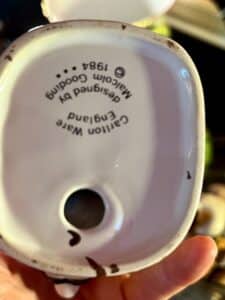 Carlton Ware
England
designed by
Malcolm Gooding
© 1984 •••